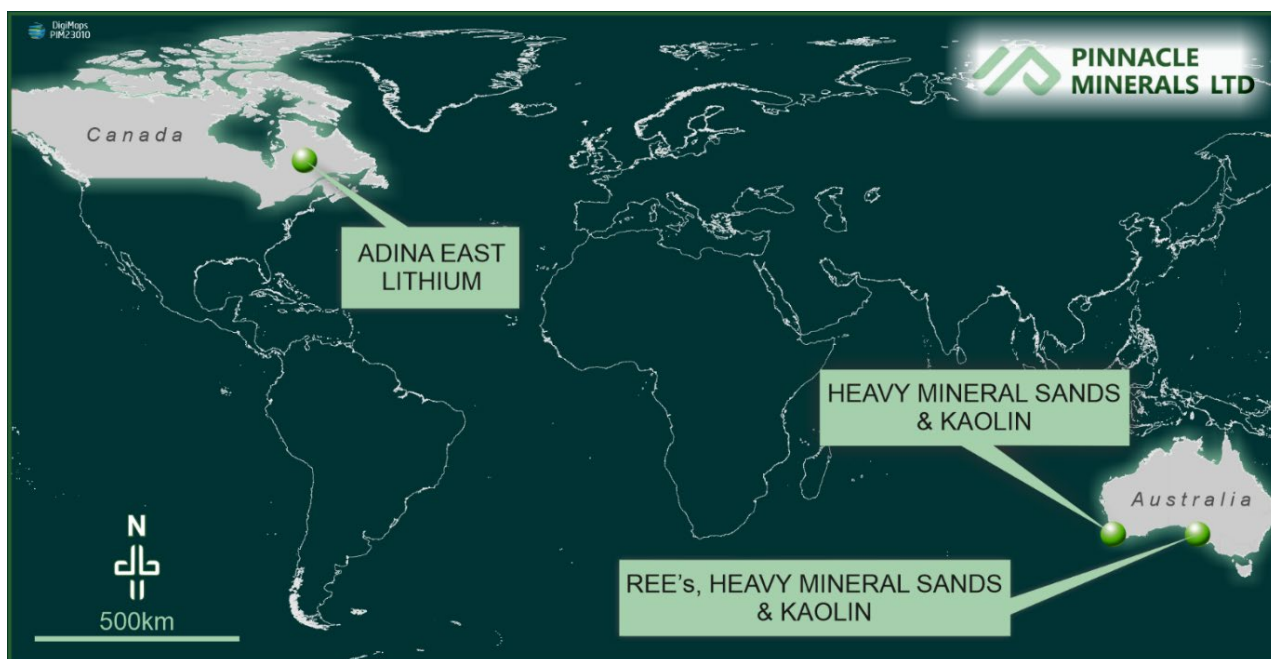 DigiMaps
PIM23010
PINNACLE
MINERALS LTD
Canada
ADINA EAST
LITHIUM
HEAVY MINERAL SANDS
& KAOLIN
Australia
REE's, HEAVY MINERAL SANDS
& KAOLIN
N
500km